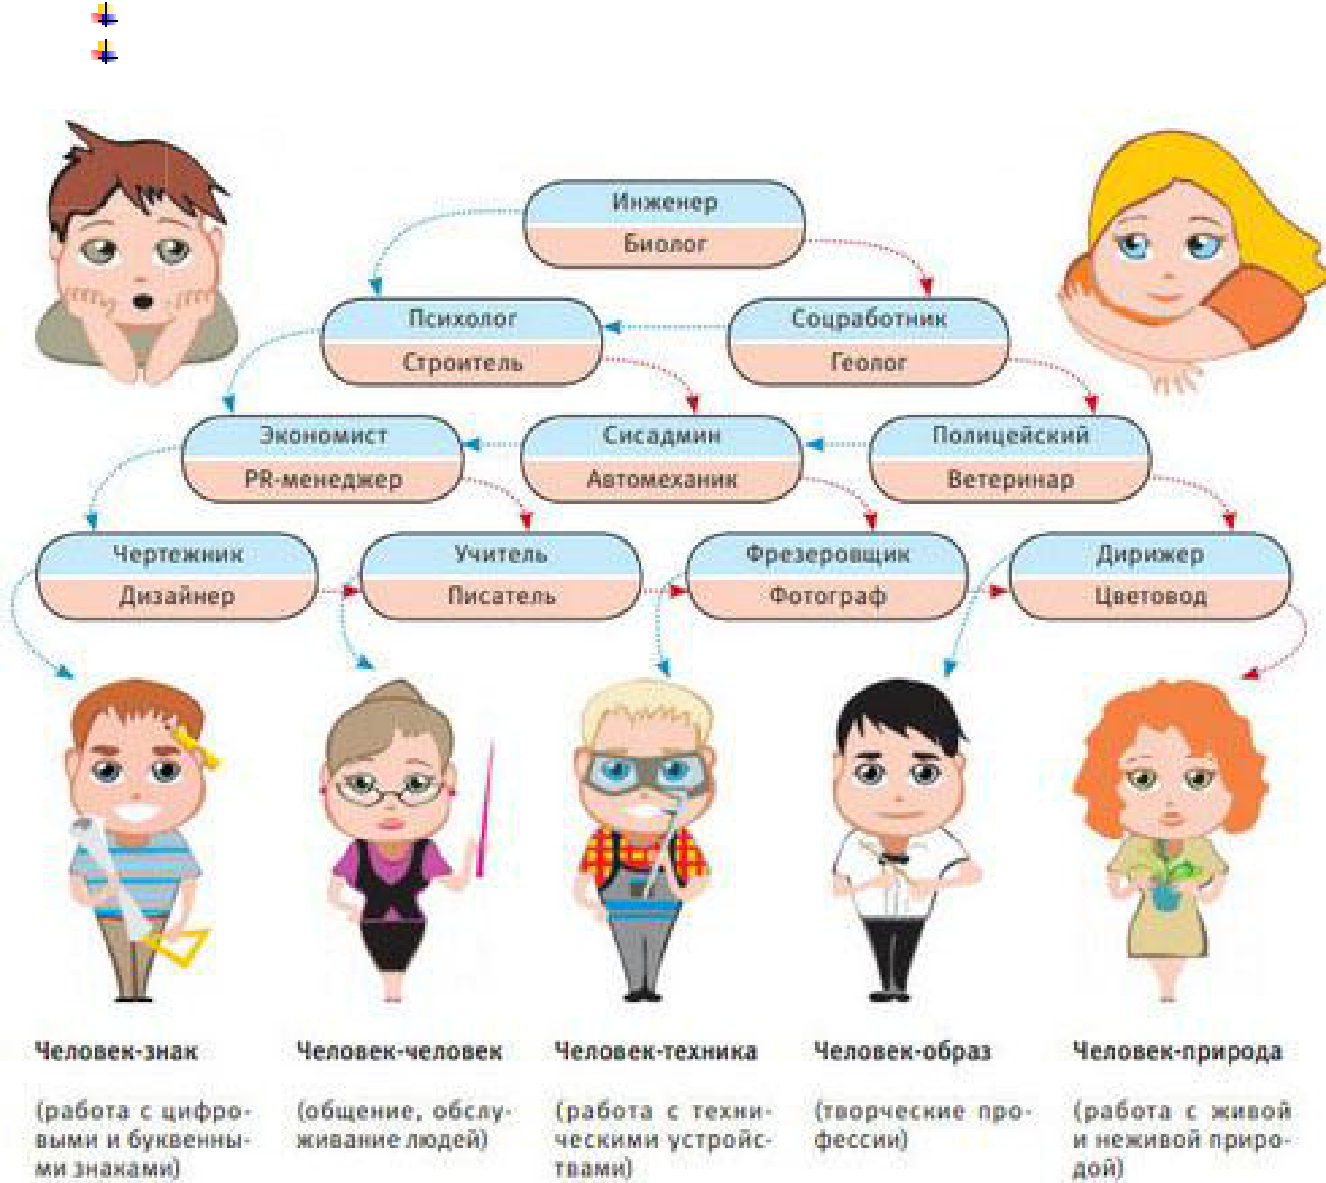 Инженер
Биолог
Психолог
Строитель
Соцработник
Геолог
Экономист
PR-менеджер
Сисадмин
Автомеханик
Полицейский
Ветеринар
Чертежник
Дизайнер
Учитель
Писатель
Фрезеровщик
Фотограф
Дирижер
Цветовод
Человек-знак
(работа с цифро-
выми и буквенны-
ми знаками)
Человек-человек
(общение, обслу-
живание людей)
Человек-техника
(работа с техни-
ческими устройс-
твами)
Человек-образ
(творческие про-
фессии)
Человек-природа
(работа с живой
и неживой приро-
дой)